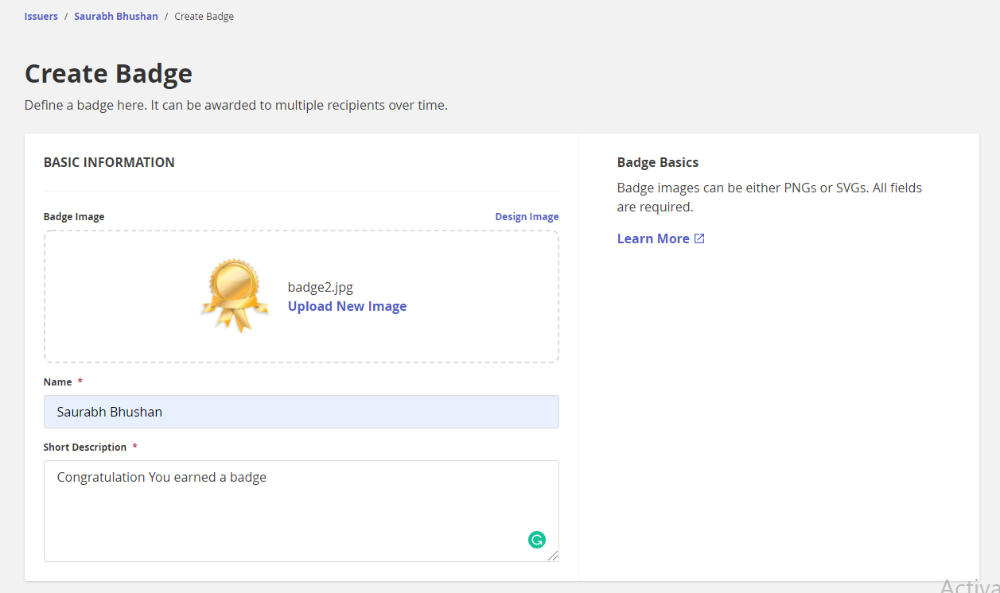 Issuers / Saurabh Bhushan / Create Badge
Create Badge
Define a badge here. It can be awarded to multiple recipients over time.
BASIC INFORMATION
Badge Image
Design Image
badge2.jpg
Upload New Image
Name *
Saurabh Bhushan
Short Description *
Congratulation You earned a badge
Badge Basics
Badge images can be either PNGs or SVGs. All fields
are required.
Learn More